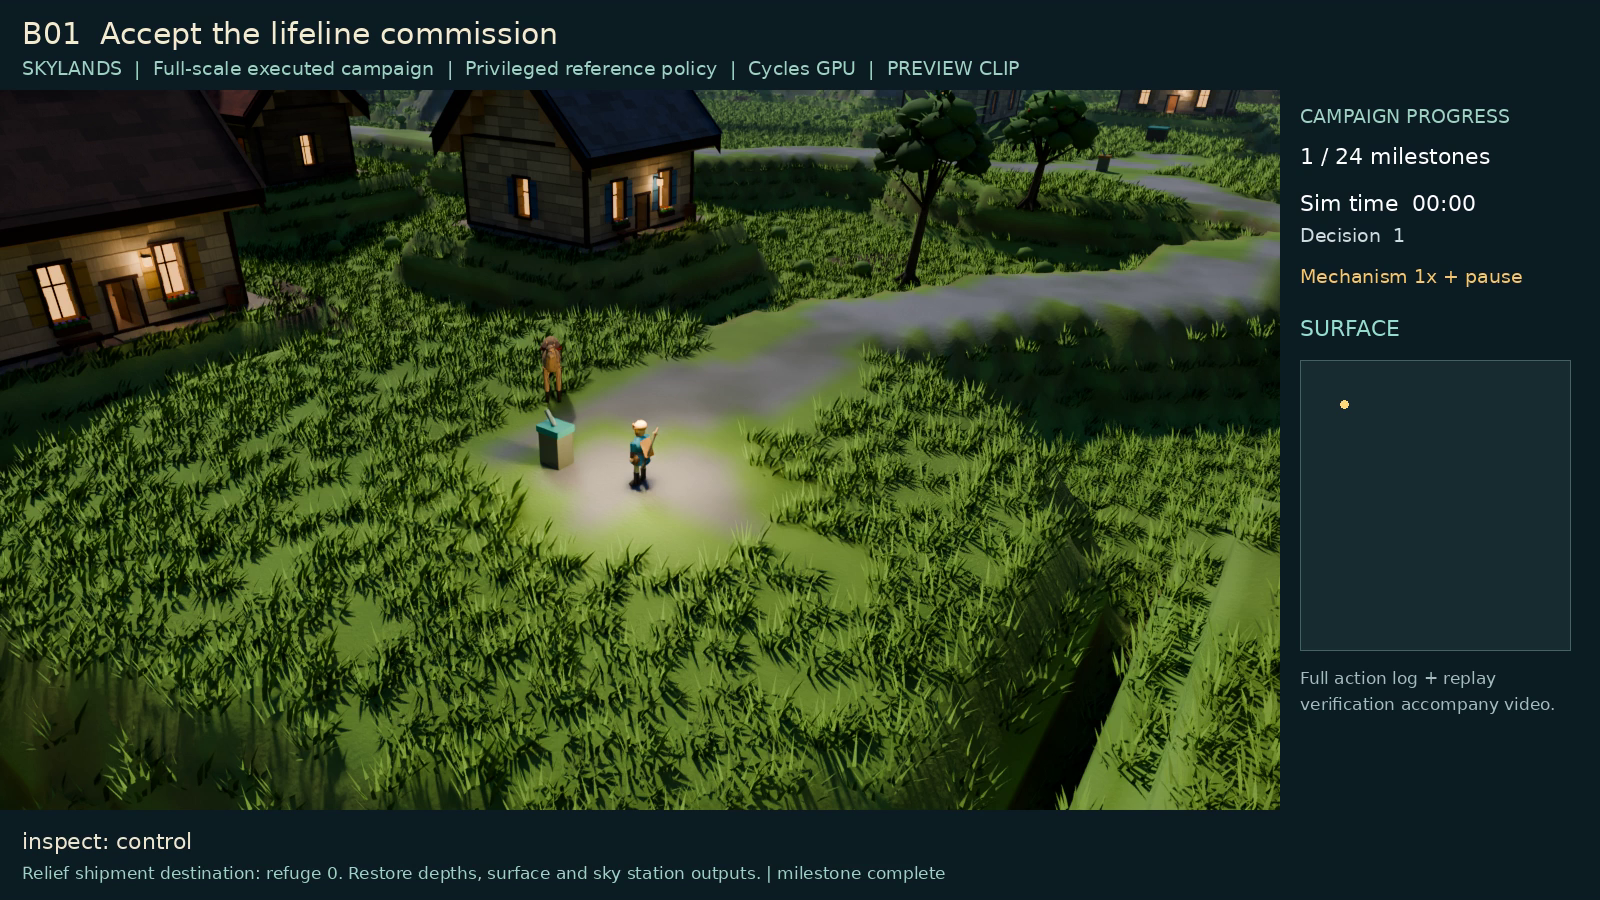 B01 Accept the lifeline commission
SKYLANDS | Full-scale executed campaign | Privileged reference policy | Cycles GPU | PREVIEW CLIP
CAMPAIGN PROGRESS
1 / 24 milestones
Sim time 00:00
Decision 1
Mechanism 1x + pause
SURFACE
Full action log + replay
verification accompany video.
inspect: control
Relief shipment destination: refuge 0. Restore depths, surface and sky station outputs. | milestone complete